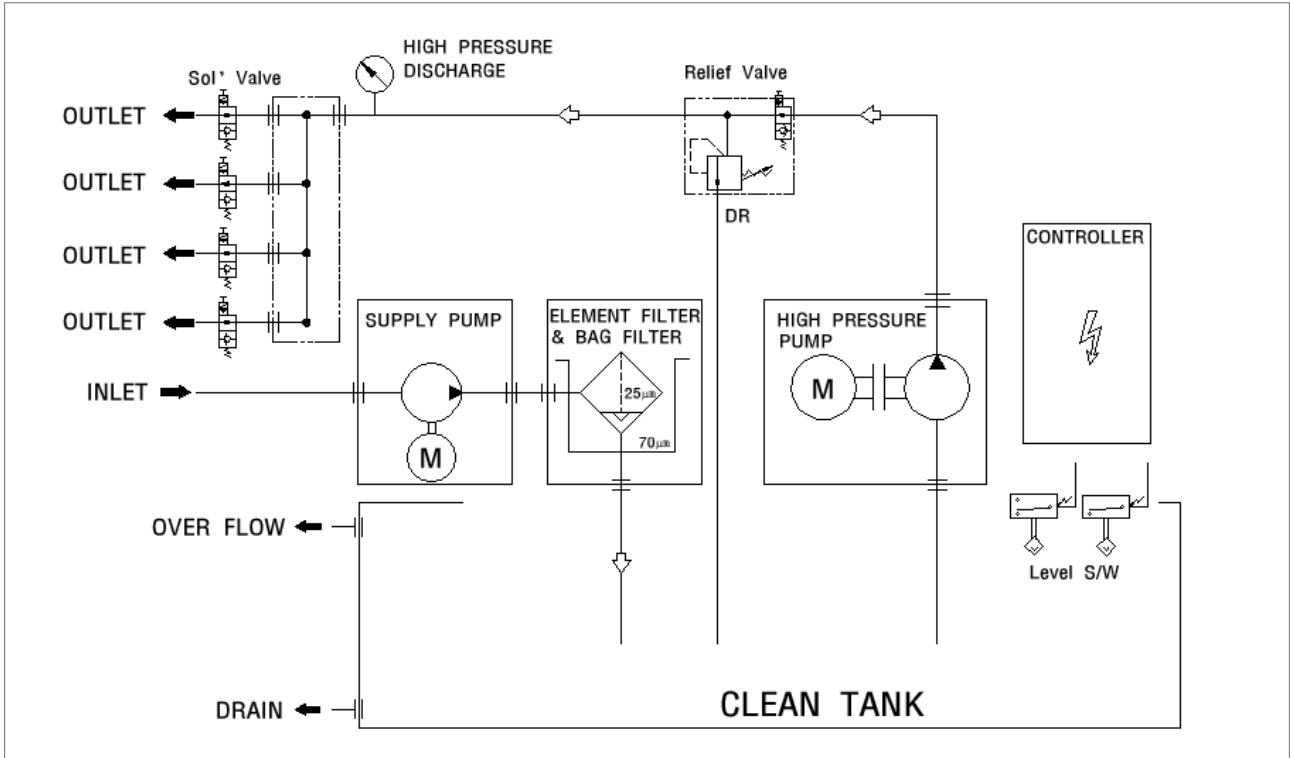 HIGH PRESSURE
DISCHARGE
Sol' Valve
Relief Valve
OUTLET
OUTLET
OUTLET
OUTLET
DR
CONTROLLER
SUPPLY PUMP
ELEMENT FILTER
& BAG FILTER
HIGH PRESSURE
PUMP
INLET
25㎛
M
70㎛
M
OVER FLOW
Level S/W
DRAIN
CLEAN TANK